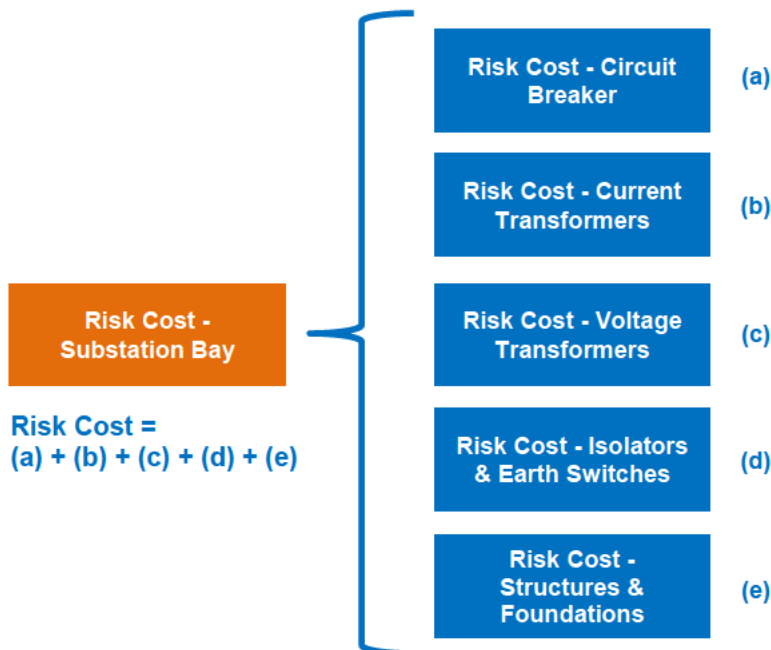 Risk Cost - Circuit
Breaker
(a)
Risk Cost - Current
Transformers
(b)
Risk Cost -
Substation Bay
Risk Cost - Voltage
Transformers
(c)
Risk Cost =
(a) + (b) + (c) + (d) + (e)
Risk Cost - Isolators
& Earth Switches
(d)
Risk Cost -
Structures &
Foundations
(e)